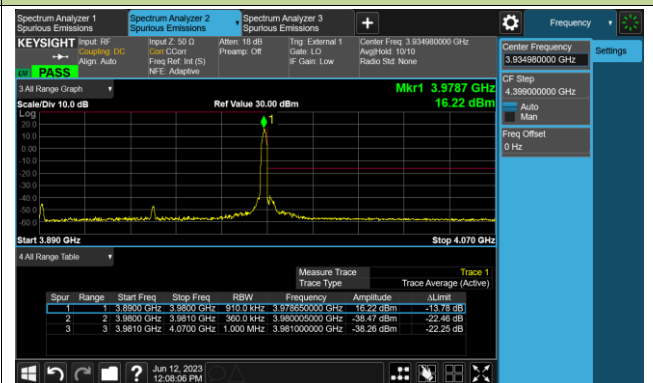 Spectrum Analyzer 1
Spurious Emissions
Spectrum Analyzer 2
Spurious Emissions
Spectrum Analyzer 3
Spurious Emissions
+
Frequency
KEYSIGHT
Input: RF
Coupling: DC
Align: Auto
Input Z: 50 Ω
Corr CCorr
Freq Ref: Int (S)
NFE: Adaptive
Atten: 18 dB
Preamp: Off
Trig: External 1
Gate: LO
IF Gain: Low
Center Freq: 3.934980000 GHz
Avg|Hold: 10/10
Radio Std: None
PASS
Center Frequency
3.934980000 GHz
Settings
CF Step
4.399000000 GHz
Auto
Man
Freq Offset
0 Hz
3 All Range Graph
Mkr1 3.9787 GHz
Scale/Div 10.0 dB
Ref Value 30.00 dBm
16.22 dBm
Log
1
20.0
10.0
0.00
-10.0
-20.0
-30.0
-40.0
-50.0
-60.0
Start 3.890 GHz
Stop 4.070 GHz
4 All Range Table
Measure Trace Trace 1
Trace Type Trace Average (Active)
Spur Range Start Freq Stop Freq RBW Frequency Amplitude ΔLimit
1 1 3.8900 GHz 3.9800 GHz 910.0 kHz 3.978650000 GHz 16.22 dBm -13.78 dB
2 2 3.9800 GHz 3.9810 GHz 360.0 kHz 3.980005000 GHz -38.47 dBm -22.46 dB
3 3 3.9810 GHz 4.0700 GHz 1.000 MHz 3.981000000 GHz -38.26 dBm -22.25 dB
?
Jun 12, 2023
12:08:06 PM